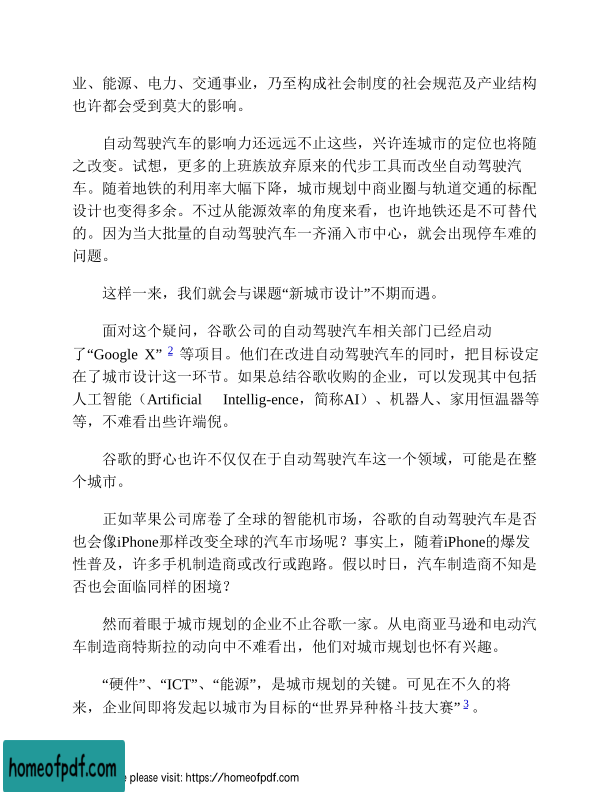 业、能源、电力、交通事业，乃至构成社会制度的社会规范及产业结构
也许都会受到莫大的影响。
自动驾驶汽车的影响力还远远不止这些，兴许连城市的定位也将随
之改变。试想，更多的上班族放弃原来的代步工具而改坐自动驾驶汽
车。随着地铁的利用率大幅下降，城市规划中商业圈与轨道交通的标配
设计也变得多余。不过从能源效率的角度来看，也许地铁还是不可替代
的。因为当大批量的自动驾驶汽车一齐涌入市中心，就会出现停车难的
问题。
这样一来，我们就会与课题“新城市设计”不期而遇。
面对这个疑问，谷歌公司的自动驾驶汽车相关部门已经启动
了“Google X” 2 等项目。他们在改进自动驾驶汽车的同时，把目标设定
在了城市设计这一环节。如果总结谷歌收购的企业，可以发现其中包括
人工智能（Artificial Intellig-ence，简称AI）、机器人、家用恒温器等
等，不难看出些许端倪。
谷歌的野心也许不仅仅在于自动驾驶汽车这一个领域，可能是在整
个城市。
正如苹果公司席卷了全球的智能机市场，谷歌的自动驾驶汽车是否
也会像iPhone那样改变全球的汽车市场呢？事实上，随着iPhone的爆发
性普及，许多手机制造商或改行或跑路。假以时日，汽车制造商不知是
否也会面临同样的困境？
然而着眼于城市规划的企业不止谷歌一家。从电商亚马逊和电动汽
车制造商特斯拉的动向中不难看出，他们对城市规划也怀有兴趣。
“硬件”、“ICT”、“能源”，是城市规划的关键。可见在不久的将
来，企业间即将发起以城市为目标的“世界异种格斗技大赛” 3 。
homeofpdf.com
e please visit: https://homeofpdf.com